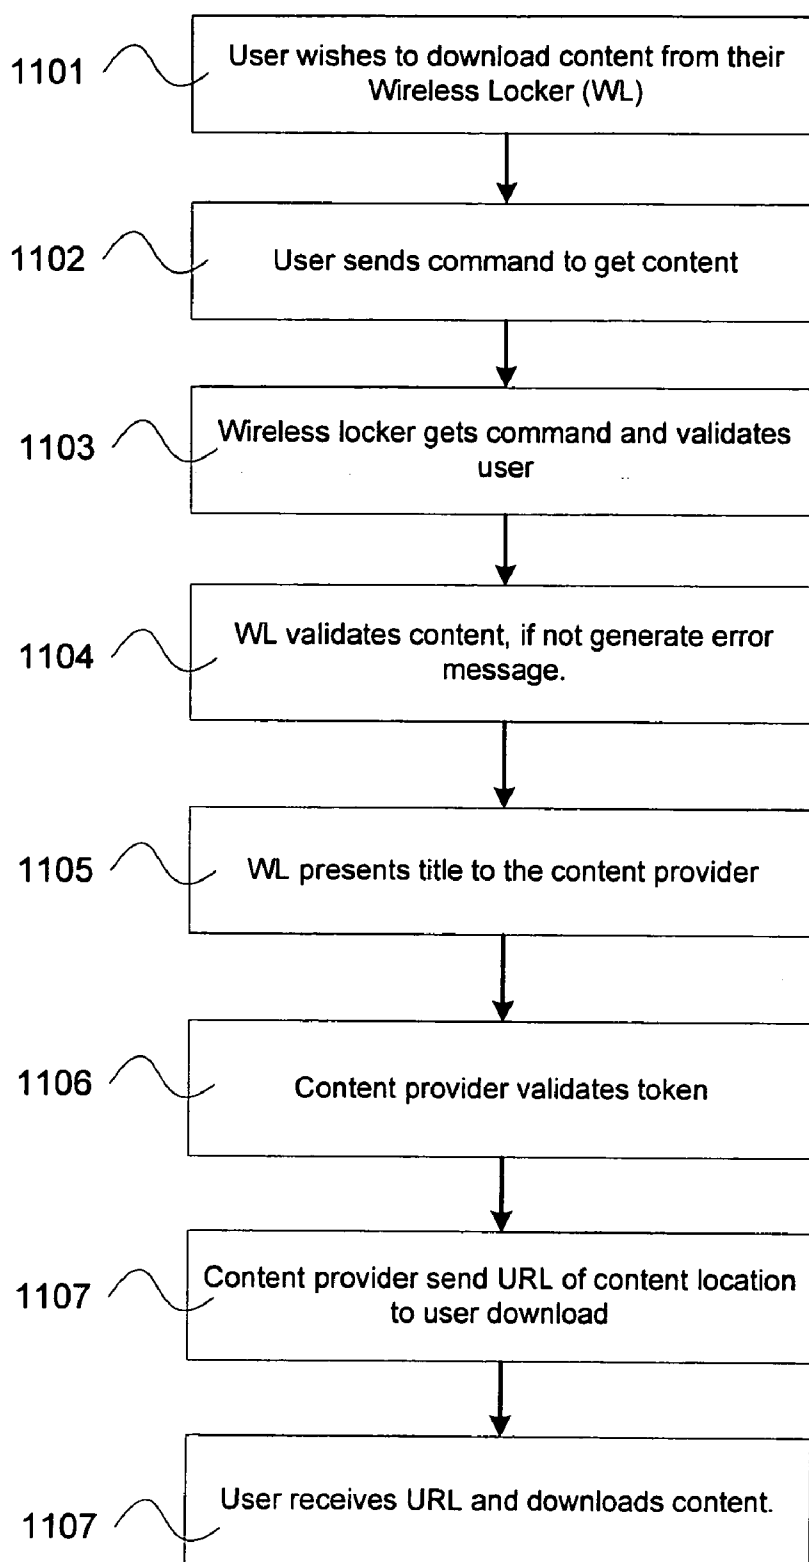 1101
User wishes to download content from their
Wireless Locker (WL)
1102
User sends command to get content
1103
Wireless locker gets command and validates
user
1104
WL validates content, if not generate error
message.
1105
WL presents title to the content provider
1106
Content provider validates token
1107
Content provider send URL of content location
to user download
1107
User receives URL and downloads content.